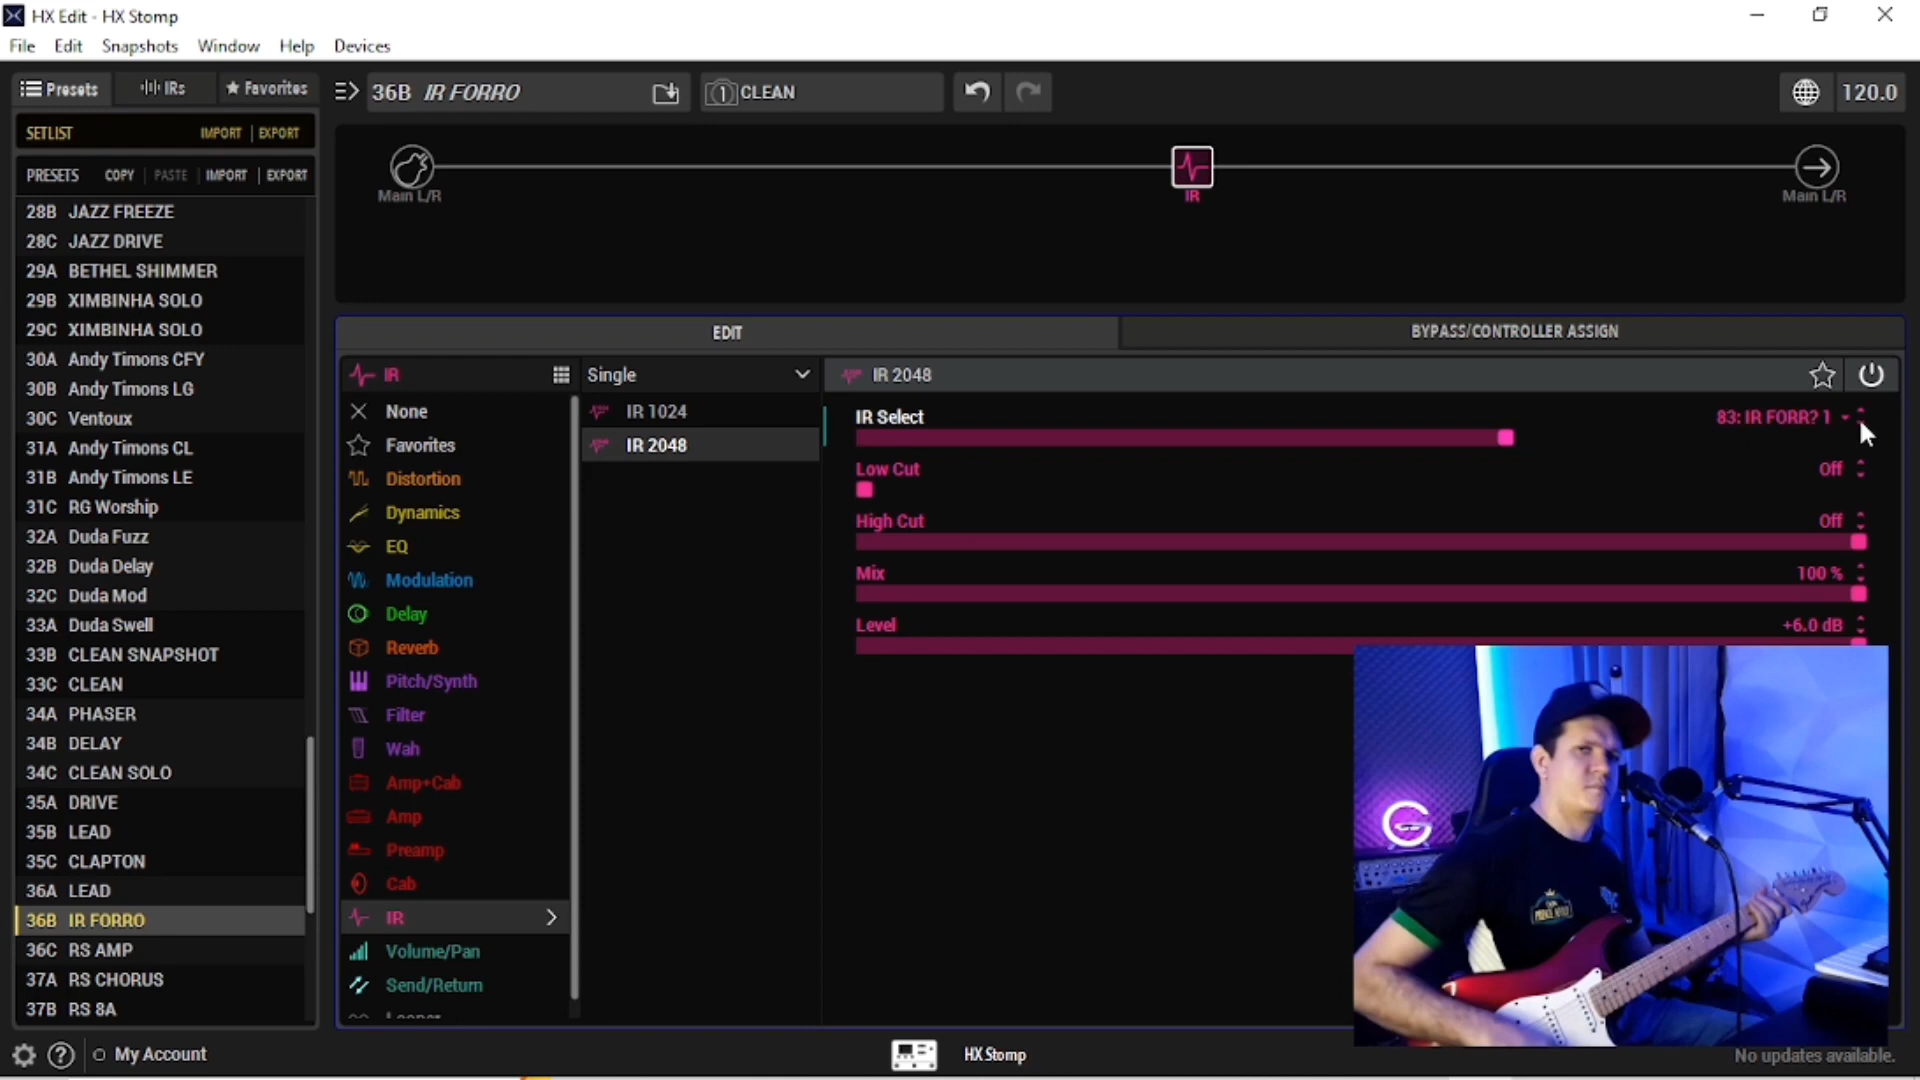 HX Edit - HX Stomp
File Edit Snapshots Window Help Devices
Presets IRs Favorites
36B IR FORRO
1 CLEAN
120.0
SETLIST IMPORT EXPORT
PRESETS COPY PASTE IMPORT EXPORT
Main L/R
IR
Main L/R
28B JAZZ FREEZE
28C JAZZ DRIVE
29A BETHEL SHIMMER
29B XIMBINHA SOLO
29C XIMBINHA SOLO
30A Andy Timons CFY
30B Andy Timons LG
30C Ventoux
31A Andy Timons CL
31B Andy Timons LE
31C RG Worship
32A Duda Fuzz
32B Duda Delay
32C Duda Mod
33A Duda Swell
33B CLEAN SNAPSHOT
33C CLEAN
34A PHASER
34B DELAY
34C CLEAN SOLO
35A DRIVE
35B LEAD
35C CLAPTON
36A LEAD
36B IR FORRO
36C RS AMP
37A RS CHORUS
37B RS 8A
EDIT
BYPASS/CONTROLLER ASSIGN
IR
None
Favorites
Distortion
Dynamics
EQ
Modulation
Delay
Reverb
Pitch/Synth
Filter
Wah
Amp+Cab
Amp
Preamp
Cab
IR
Volume/Pan
Send/Return
Looper
Single
IR 1024
IR 2048
IR 2048
IR Select 83: IR FORR? 1
Low Cut Off
High Cut Off
Mix 100 %
Level +6.0 dB
G
My Account
HX Stomp
No updates available.